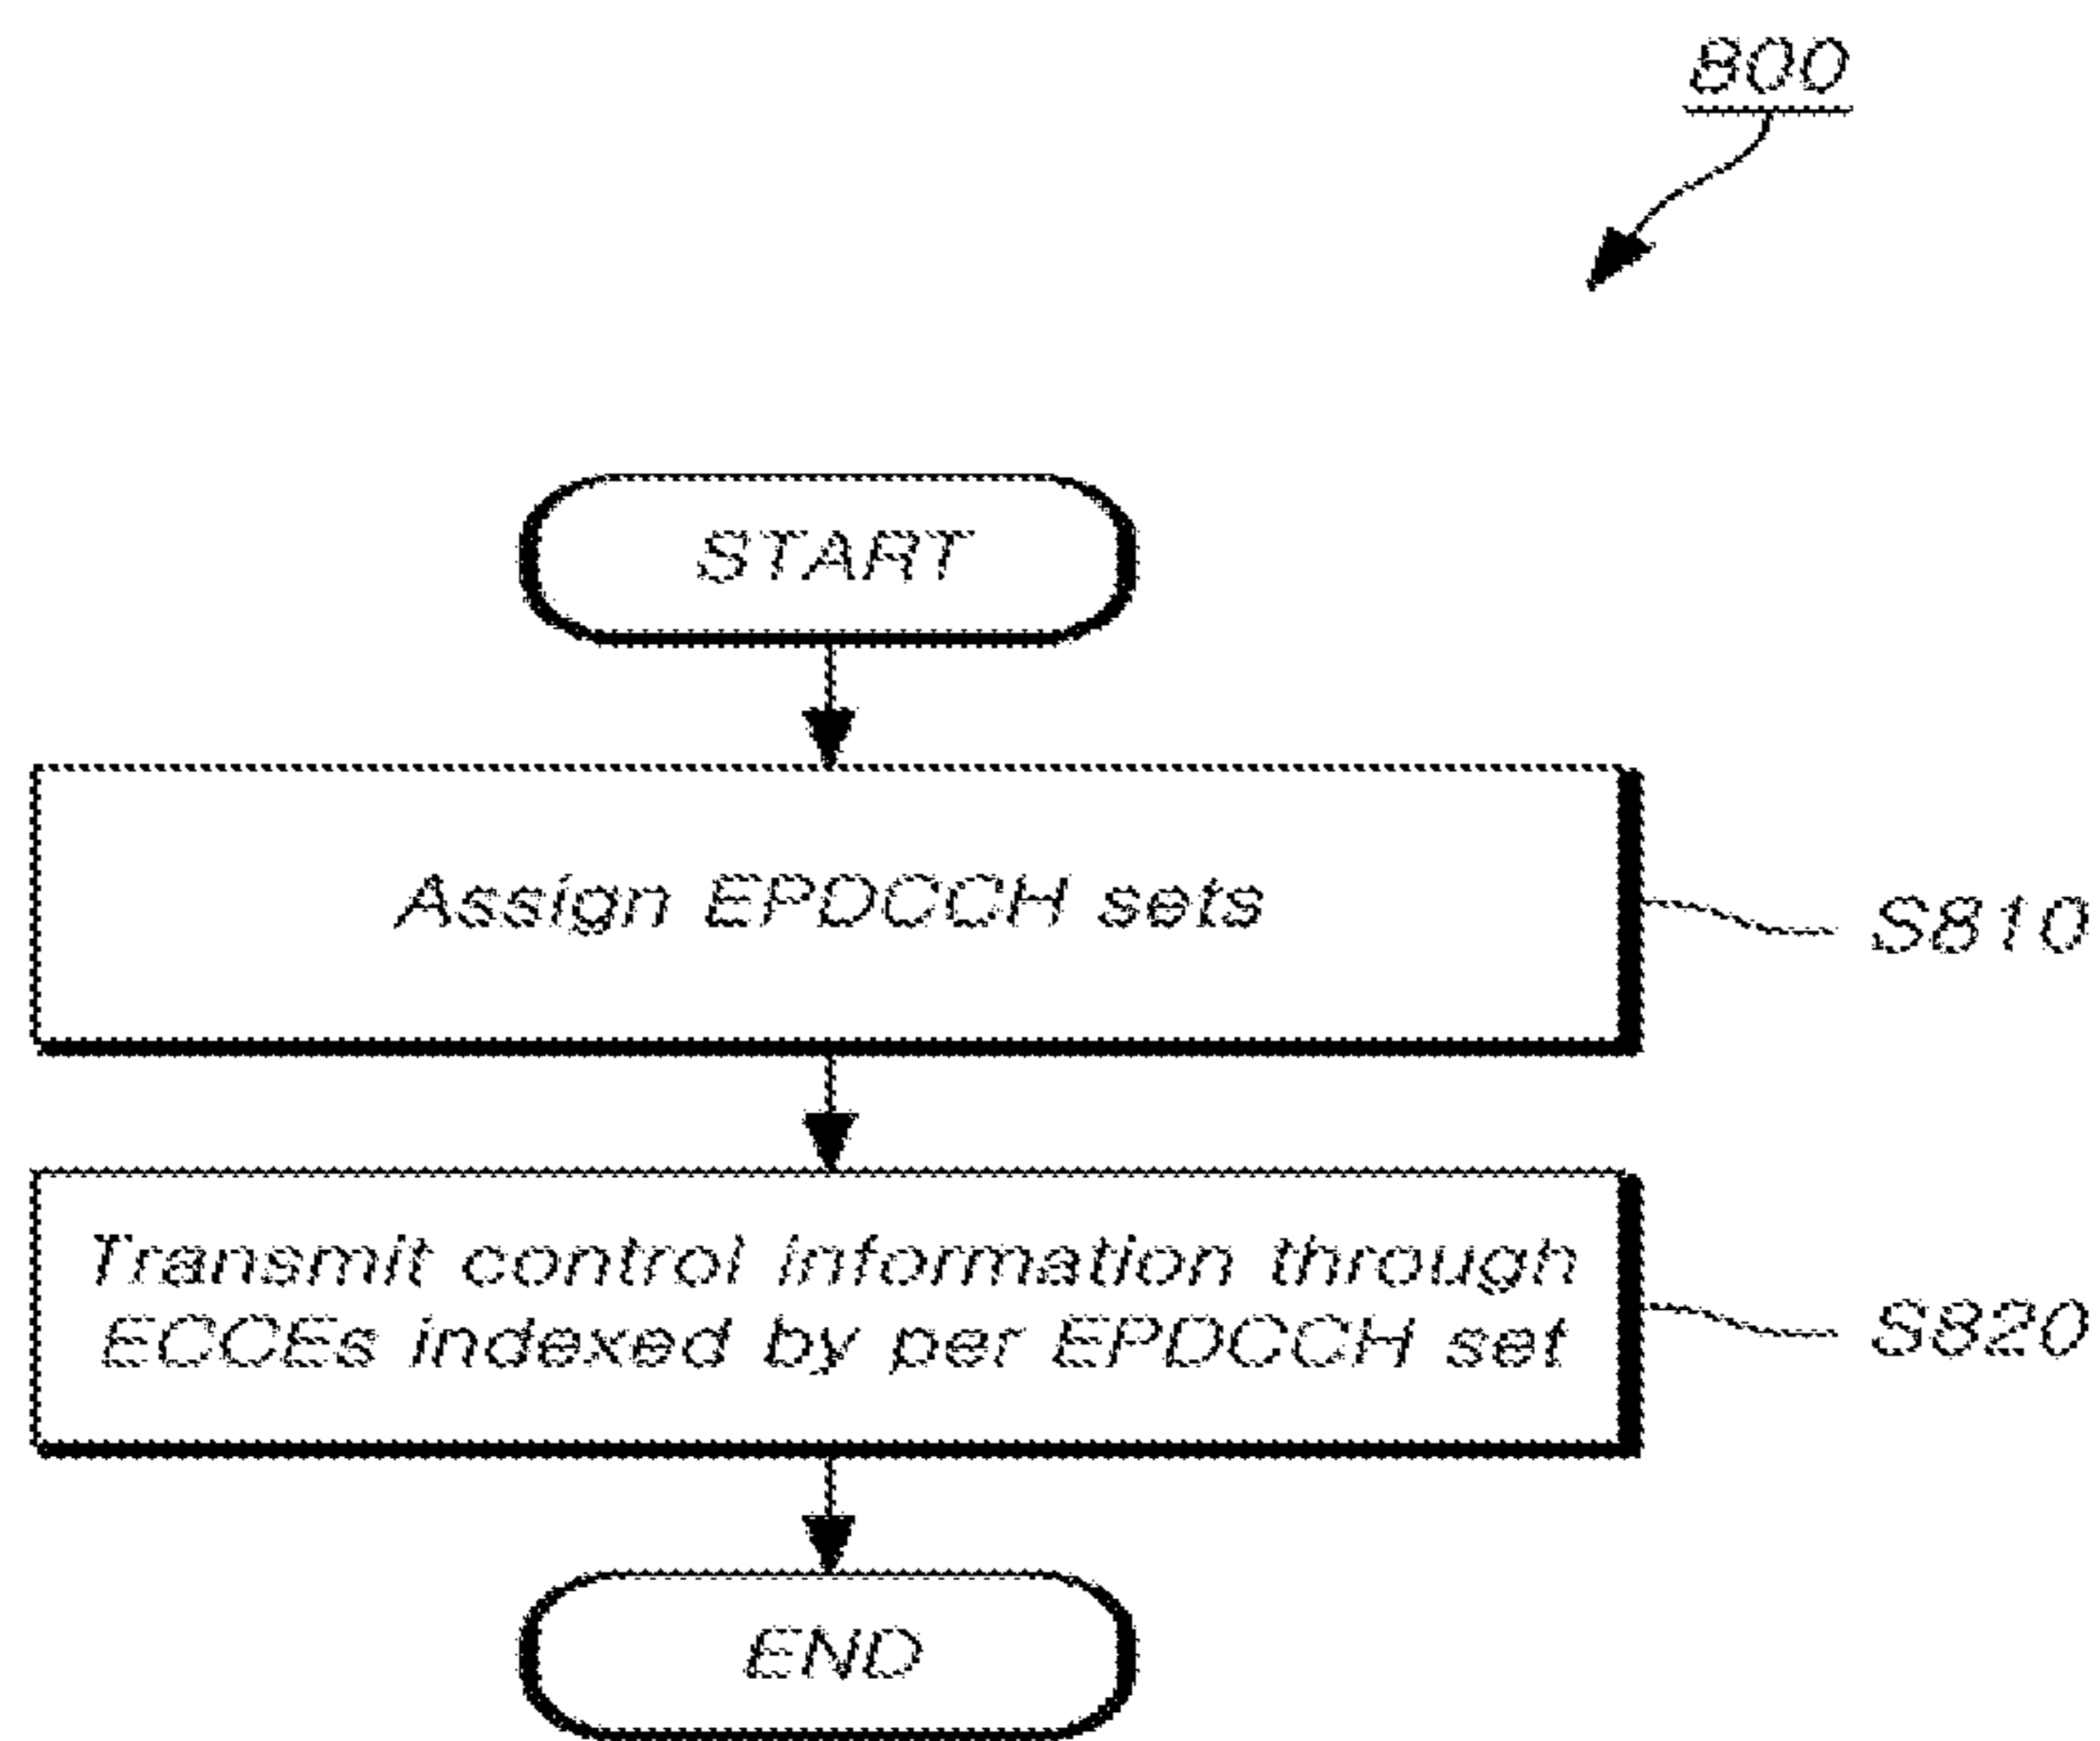 800
START
Assign EPDCCH sets
S810
Transmit control information through
ECCEs indexed by per EPDCCH set
S820
END